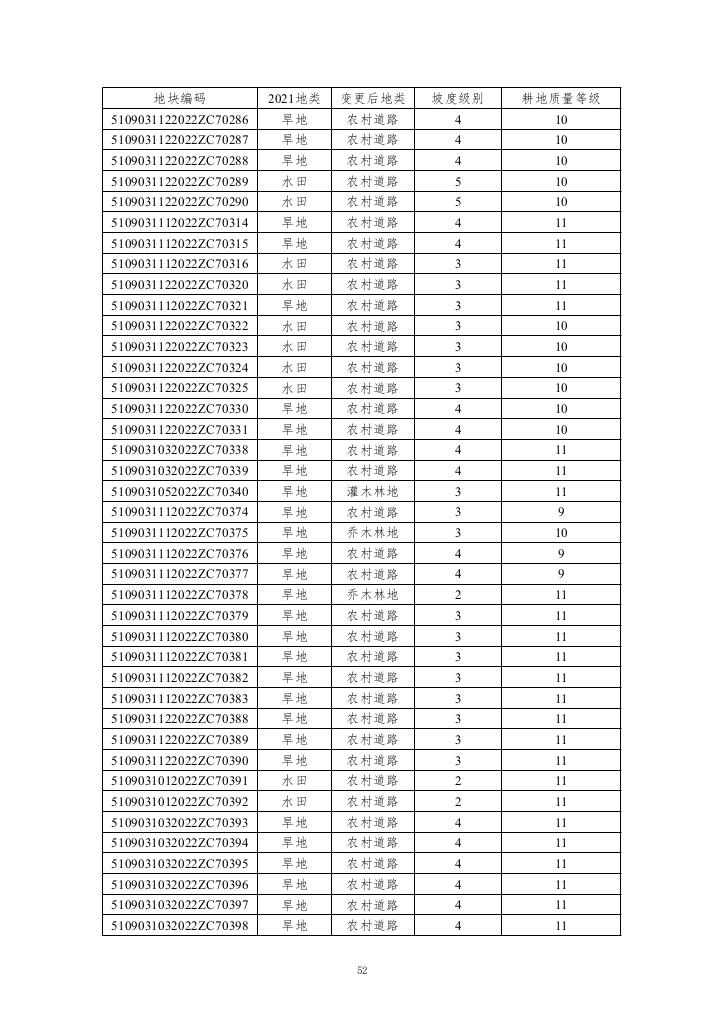 地块编码 2021地类 变更后地类 坡度级别 耕地质量等级
5109031122022ZC70286 旱地 农村道路 4 10
5109031122022ZC70287 旱地 农村道路 4 10
5109031122022ZC70288 旱地 农村道路 4 10
5109031122022ZC70289 水田 农村道路 5 10
5109031122022ZC70290 水田 农村道路 5 10
5109031112022ZC70314 旱地 农村道路 4 11
5109031112022ZC70315 旱地 农村道路 4 11
5109031112022ZC70316 水田 农村道路 3 11
5109031112022ZC70320 水田 农村道路 3 11
5109031112022ZC70321 旱地 农村道路 3 11
5109031122022ZC70322 水田 农村道路 3 10
5109031122022ZC70323 水田 农村道路 3 10
5109031122022ZC70324 水田 农村道路 3 10
5109031122022ZC70325 水田 农村道路 3 10
5109031122022ZC70330 旱地 农村道路 4 10
5109031122022ZC70331 旱地 农村道路 4 10
5109031032022ZC70338 旱地 农村道路 4 11
5109031032022ZC70339 旱地 农村道路 4 11
5109031052022ZC70340 旱地 灌木林地 3 11
5109031112022ZC70374 旱地 农村道路 3 9
5109031112022ZC70375 旱地 乔木林地 3 10
5109031112022ZC70376 旱地 农村道路 4 9
5109031112022ZC70377 旱地 农村道路 4 9
5109031112022ZC70378 旱地 乔木林地 2 11
5109031112022ZC70379 旱地 农村道路 3 11
5109031112022ZC70380 旱地 农村道路 3 11
5109031112022ZC70381 旱地 农村道路 3 11
5109031112022ZC70382 旱地 农村道路 3 11
5109031112022ZC70383 旱地 农村道路 3 11
5109031122022ZC70388 旱地 农村道路 3 11
5109031122022ZC70389 旱地 农村道路 3 11
5109031122022ZC70390 旱地 农村道路 3 11
5109031012022ZC70391 水田 农村道路 2 11
5109031012022ZC70392 水田 农村道路 2 11
5109031032022ZC70393 旱地 农村道路 4 11
5109031032022ZC70394 旱地 农村道路 4 11
5109031032022ZC70395 旱地 农村道路 4 11
5109031032022ZC70396 旱地 农村道路 4 11
5109031032022ZC70397 旱地 农村道路 4 11
5109031032022ZC70398 旱地 农村道路 4 11
52